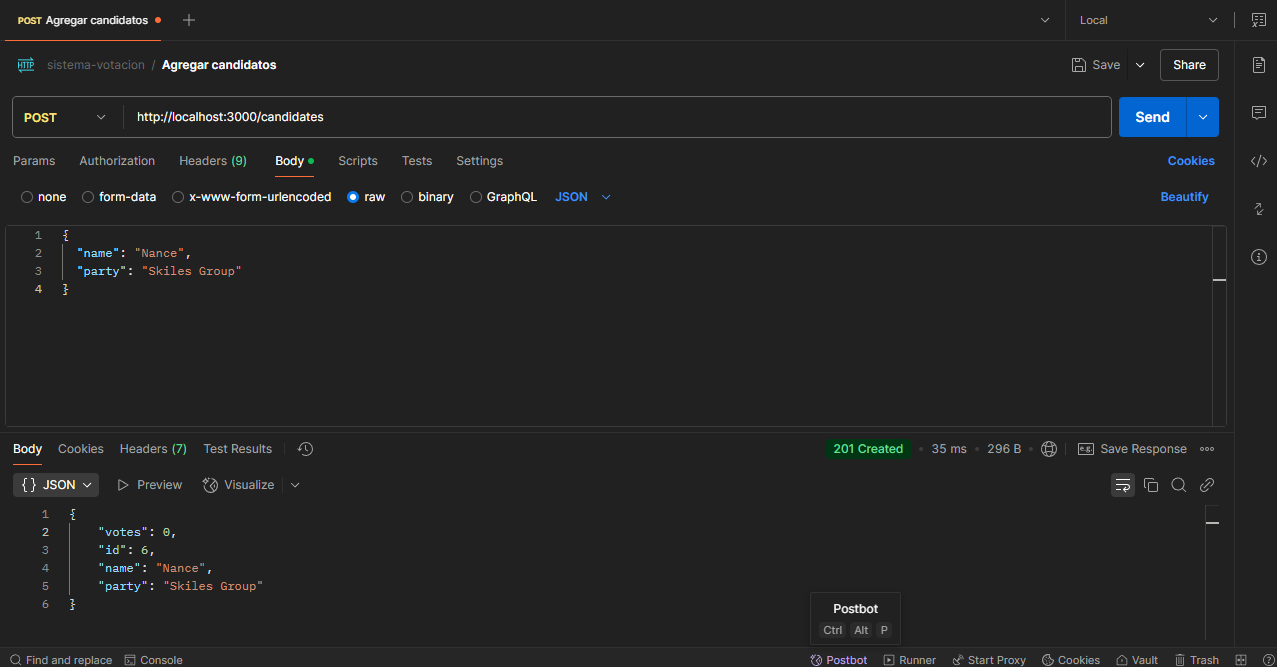 POST Agregar candidatos
Local
HTTP sistema-votacion / Agregar candidatos
Save
Share
POST
http://localhost:3000/candidates
Send
Params Authorization Headers (9) Body Scripts Tests Settings
Cookies
none form-data x-www-form-urlencoded raw binary GraphQL JSON
Beautify
1 {
2 "name": "Nance",
3 "party": "Skiles Group"
4 }
Body Cookies Headers (7) Test Results
201 Created • 35 ms • 296 B •
e.g. Save Response
{ } JSON Preview Visualize
1 {
2 "votes": 0,
3 "id": 6,
4 "name": "Nance",
5 "party": "Skiles Group"
6 }
Postbot
Ctrl Alt P
Find and replace Console
Postbot Runner Start Proxy Cookies Vault Trash